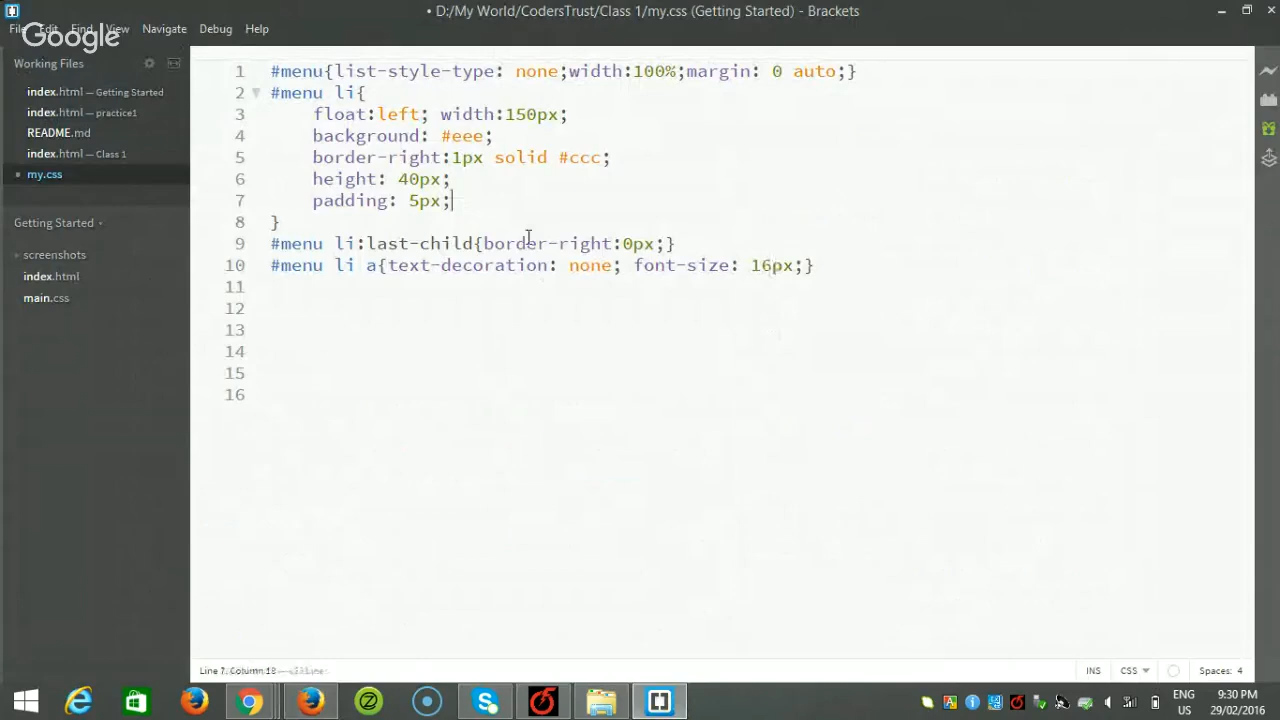 • D:/My World/CodersTrust/Class 1/my.css (Getting Started) - Brackets
File Edit Find View Navigate Debug Help
Google
Working Files
index.html — Getting Started
index.html — practice1
README.md
index.html — Class 1
my.css
Getting Started
screenshots
index.html
main.css
1 #menu{list-style-type: none;width:100%;margin: 0 auto;}
2 #menu li{
3 float:left; width:150px;
4 background: #eee;
5 border-right:1px solid #ccc;
6 height: 40px;
7 padding: 5px;
8 }
9 #menu li:last-child{border-right:0px;}
10 #menu li a{text-decoration: none; font-size: 16px;}
11
12
13
14
15
16
Line 7, Column 18
INS CSS Spaces: 4
ENG 9:30 PM
US 29/02/2016